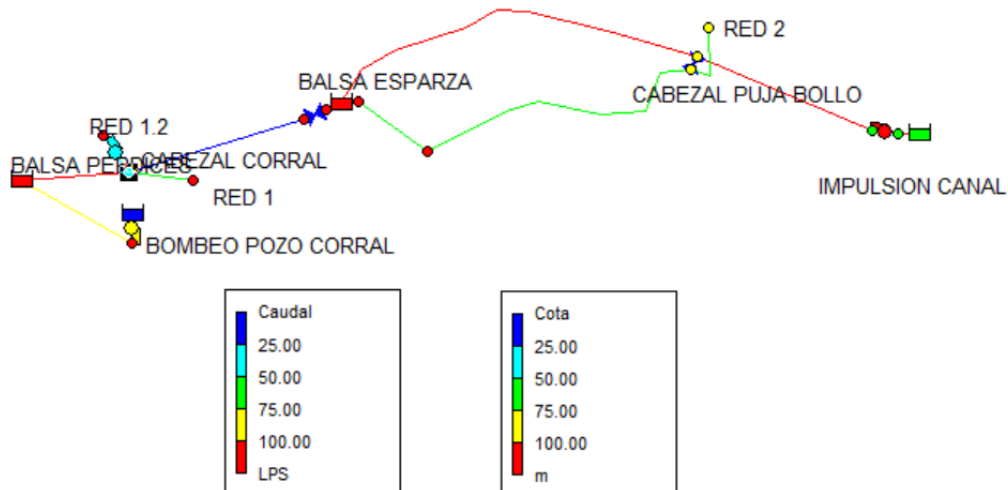 RED 2
BALSA ESPARZA
CABEZAL PUJA BOLLO
RED 1.2
CABEZAL CORRAL
BALSA PERDICES
IMPULSION CANAL
RED 1
BOMBEO POZO CORRAL
Caudal
25.00
50.00
75.00
100.00
LPS
Cota
25.00
50.00
75.00
100.00
m